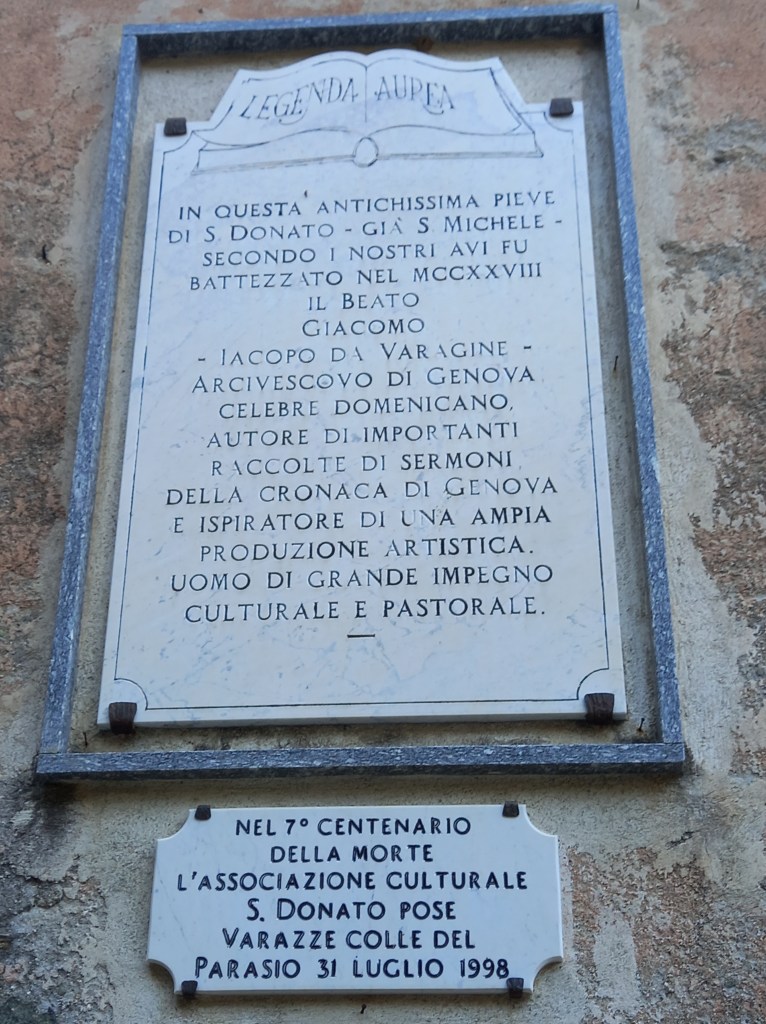 LEGENDA AUREA
IN QUESTA ANTICHISSIMA PIEVE
DI S. DONATO - GIÀ S. MICHELE -
SECONDO I NOSTRI AVI FU
BATTEZZATO NEL MCCXXVIII
IL BEATO
GIACOMO
- IACOPO DA VARAGINE -
ARCIVESCOVO DI GENOVA
CELEBRE DOMENICANO,
AUTORE DI IMPORTANTI
RACCOLTE DI SERMONI,
DELLA CRONACA DI GENOVA
E ISPIRATORE DI UNA AMPIA
PRODUZIONE ARTISTICA.
UOMO DI GRANDE IMPEGNO
CULTURALE E PASTORALE.
NEL 7° CENTENARIO
DELLA MORTE
L'ASSOCIAZIONE CULTURALE
S. DONATO POSE
VARAZZE COLLE DEL
PARASIO 31 LUGLIO 1998